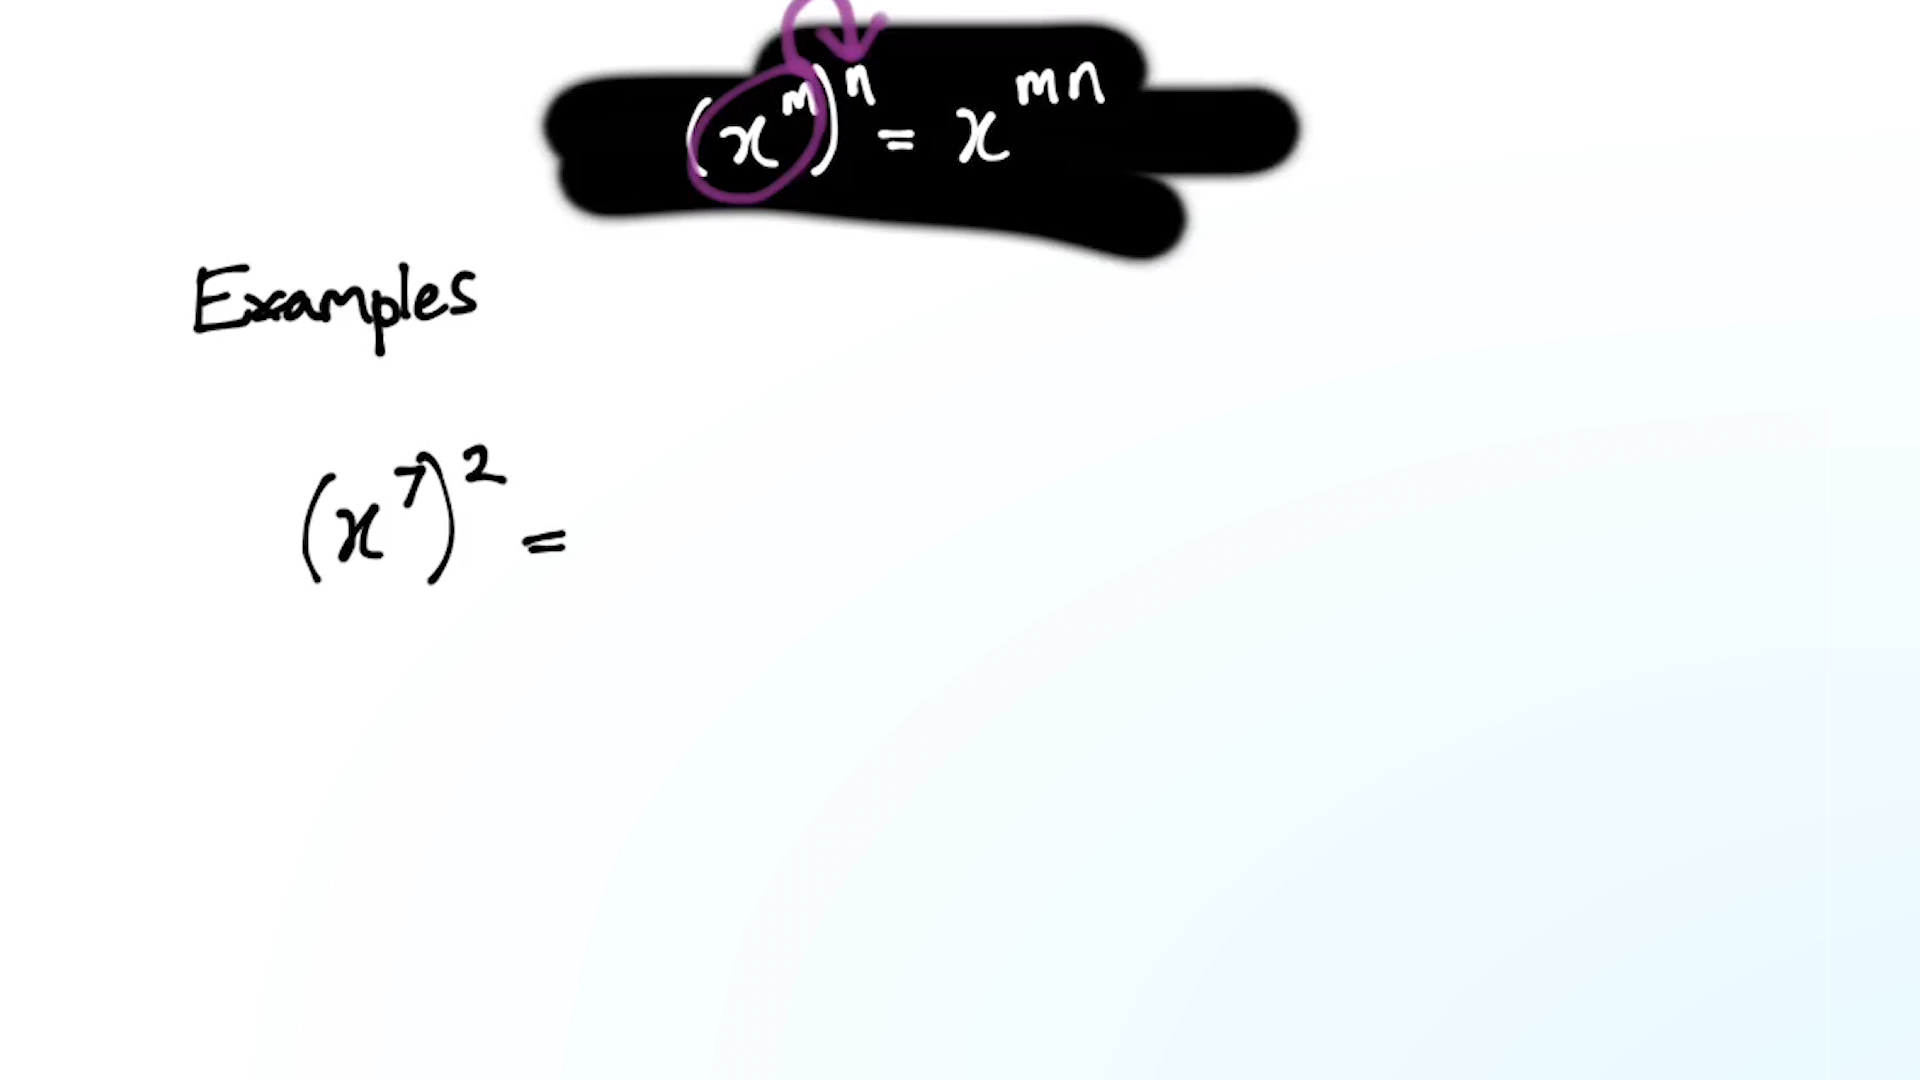 (x^m)^n = x^{mn}
Examples
(x^7)^2 =